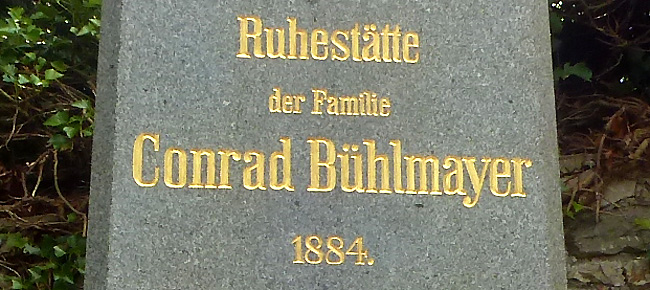 Ruhestätte
der Familie
Conrad Bühlmayer
1884.